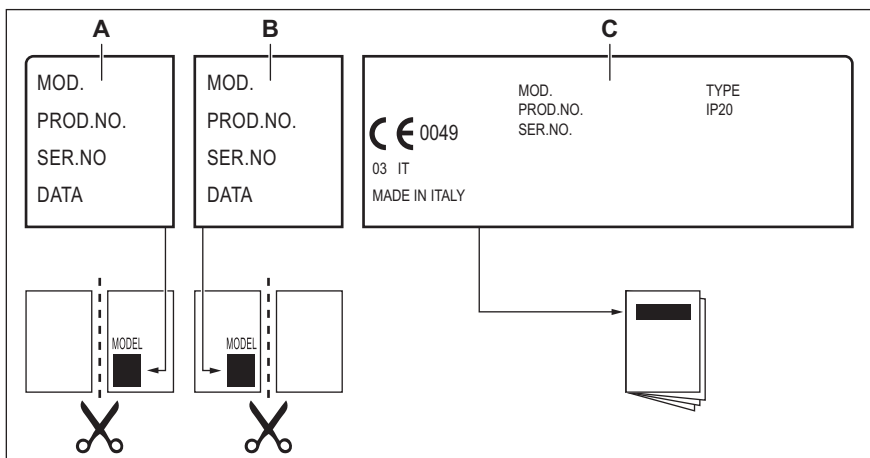 A
B
C
MOD.
PROD.NO.
SER.NO
DATA
MOD.
PROD.NO.
SER.NO
DATA
MOD.
PROD.NO.
SER.NO.
TYPE
IP20
CE 0049
03 IT
MADE IN ITALY
MODEL
MODEL